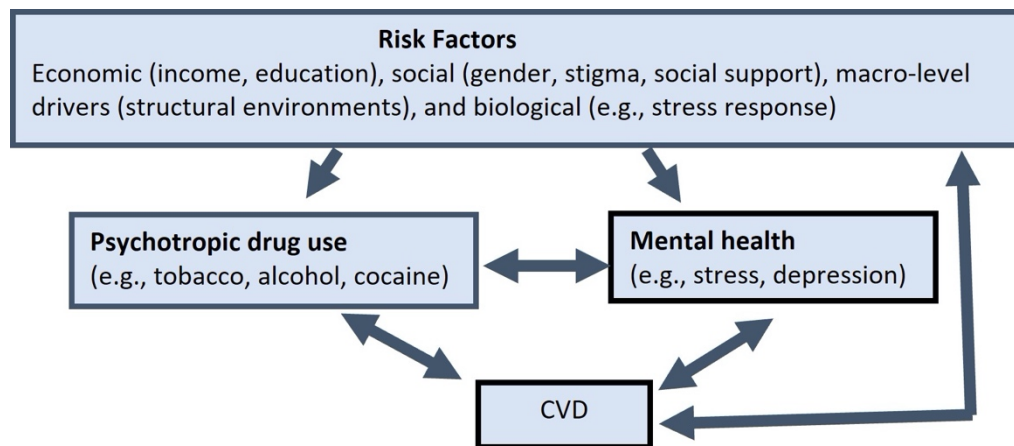 Risk Factors
Economic (income, education), social (gender, stigma, social support), macro-level
drivers (structural environments), and biological (e.g., stress response)
Psychotropic drug use
(e.g., tobacco, alcohol, cocaine)
Mental health
(e.g., stress, depression)
CVD